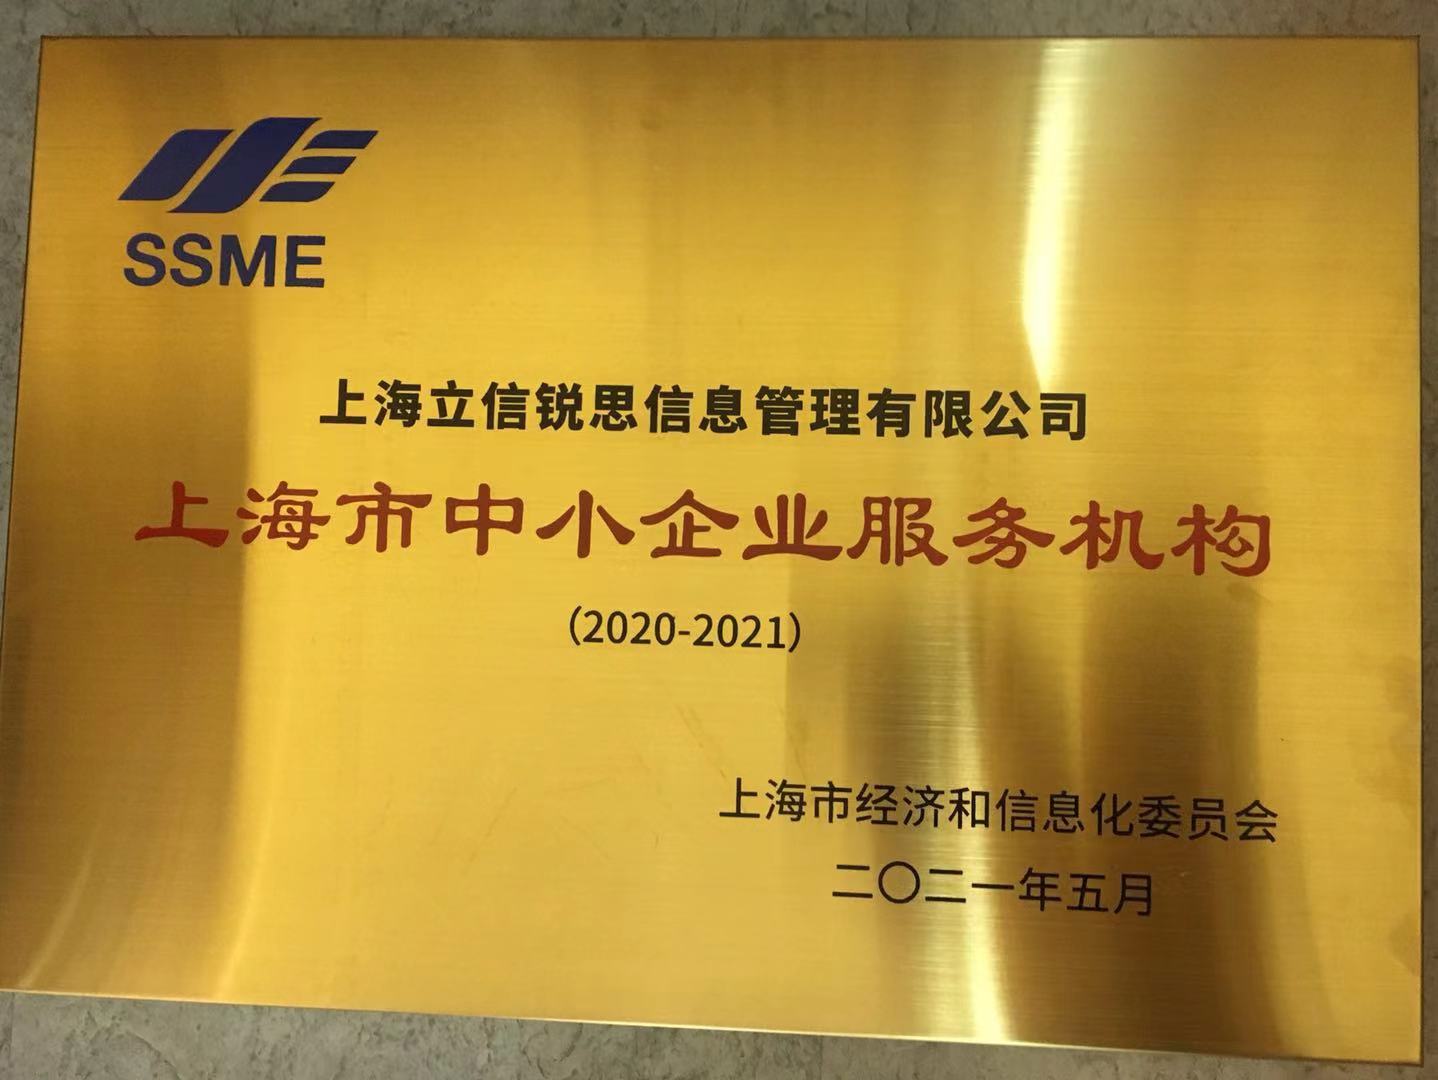 SSME
上海立信锐思信息管理有限公司
上海市中小企业服务机构
(2020-2021)
上海市经济和信息化委员会
二〇二一年五月